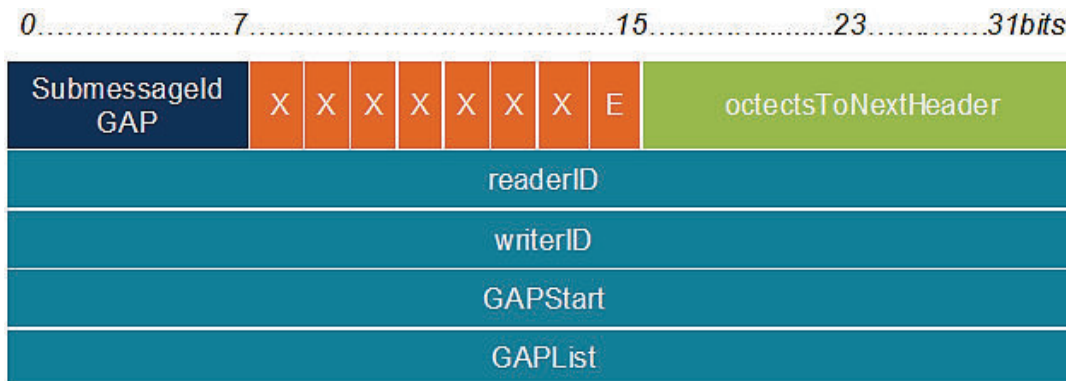 0........................7.............................................15......................23...............31bits
SubmessageId
GAP
X X X X X X X E
octectsToNextHeader
readerID
writerID
GAPStart
GAPList